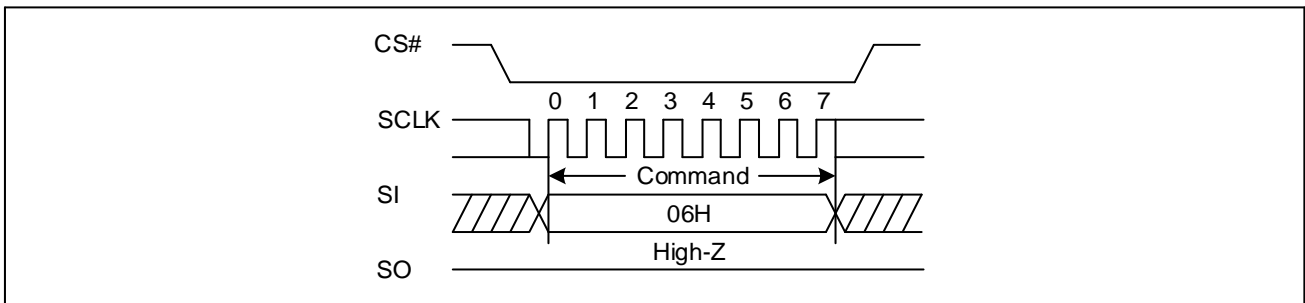 CS#
0 1 2 3 4 5 6 7
SCLK
Command
SI
06H
High-Z
SO